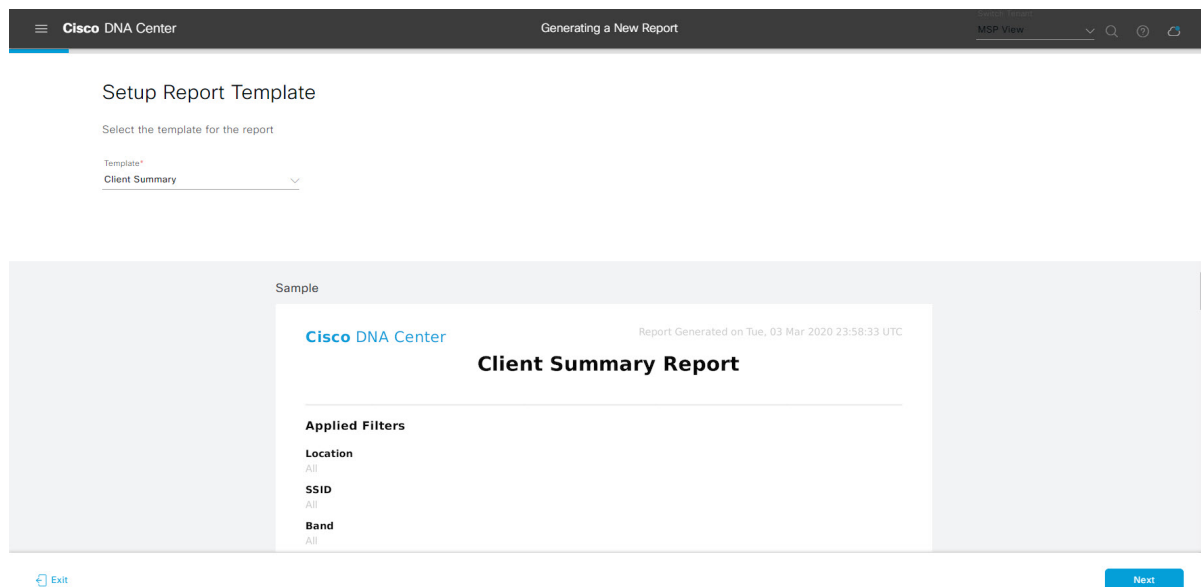 Cisco DNA Center
Generating a New Report
Switch Tenant
MSP View
Setup Report Template
Select the template for the report
Template*
Client Summary
Sample
Cisco DNA Center
Report Generated on Tue, 03 Mar 2020 23:58:33 UTC
Client Summary Report
Applied Filters
Location
All
SSID
All
Band
All
Exit
Next